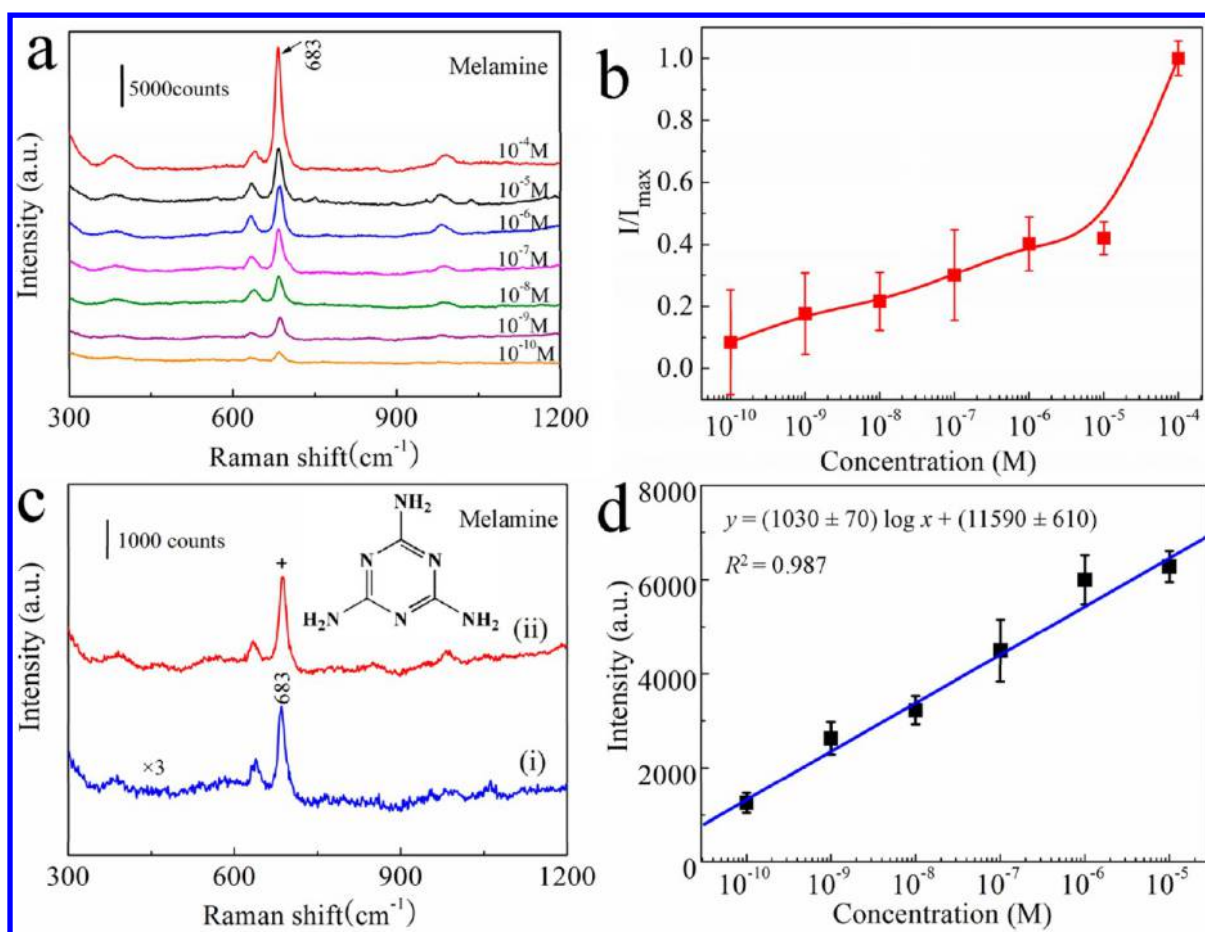 a
683
Melamine
5000counts
10⁻⁴M
10⁻⁵M
10⁻⁶M
10⁻⁷M
10⁻⁸M
10⁻⁹M
10⁻¹⁰M
Intensity (a.u.)
300 600 900 1200
Raman shift(cm⁻¹)
b
1.0
0.8
0.6
0.4
0.2
0.0
I/Iₘₐₓ
10⁻¹⁰ 10⁻⁹ 10⁻⁸ 10⁻⁷ 10⁻⁶ 10⁻⁵ 10⁻⁴
Concentration (M)
c
NH₂
Melamine
1000 counts
+
N N
H₂N N NH₂
(ii)
683
×3
(i)
Intensity (a.u.)
300 600 900 1200
Raman shift(cm⁻¹)
d
8000
6000
4000
2000
0
y = (1030 ± 70) log x + (11590 ± 610)
R² = 0.987
Intensity (a.u.)
10⁻¹⁰ 10⁻⁹ 10⁻⁸ 10⁻⁷ 10⁻⁶ 10⁻⁵
Concentration (M)